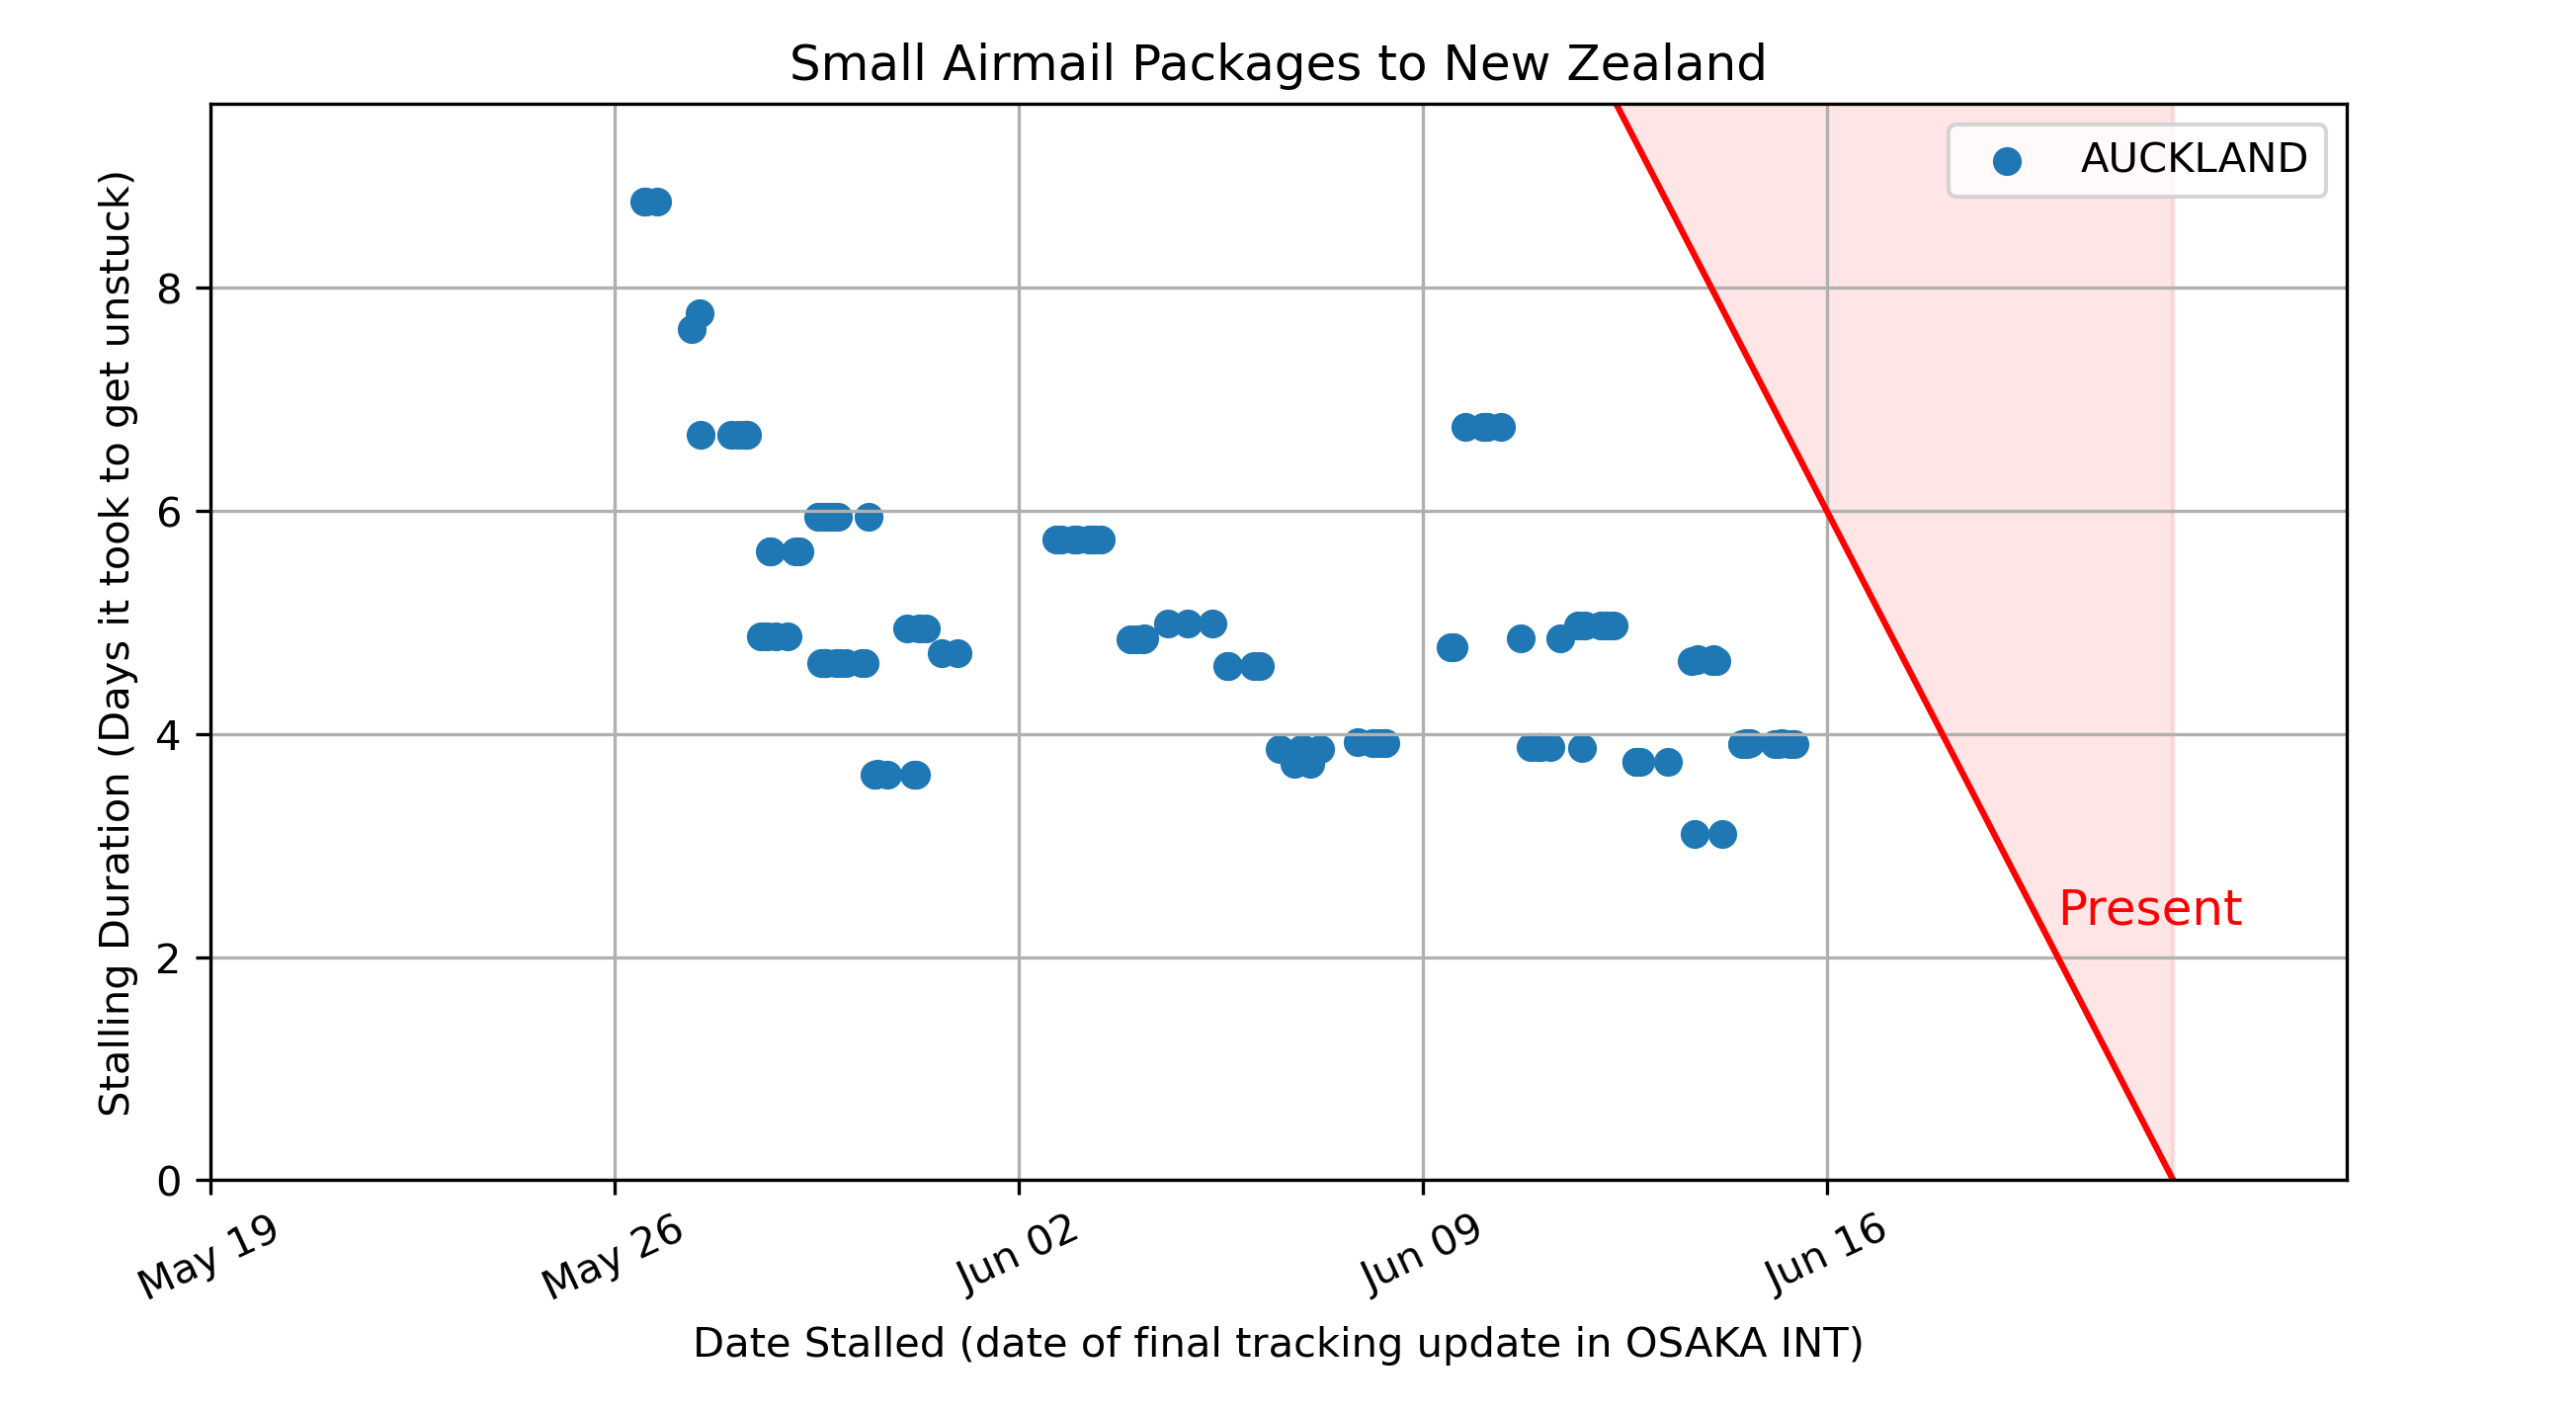 Small Airmail Packages to New Zealand
AUCKLAND
Stalling Duration (Days it took to get unstuck)
8
6
4
2
0
Present
May 19
May 26
Jun 02
Jun 09
Jun 16
Date Stalled (date of final tracking update in OSAKA INT)